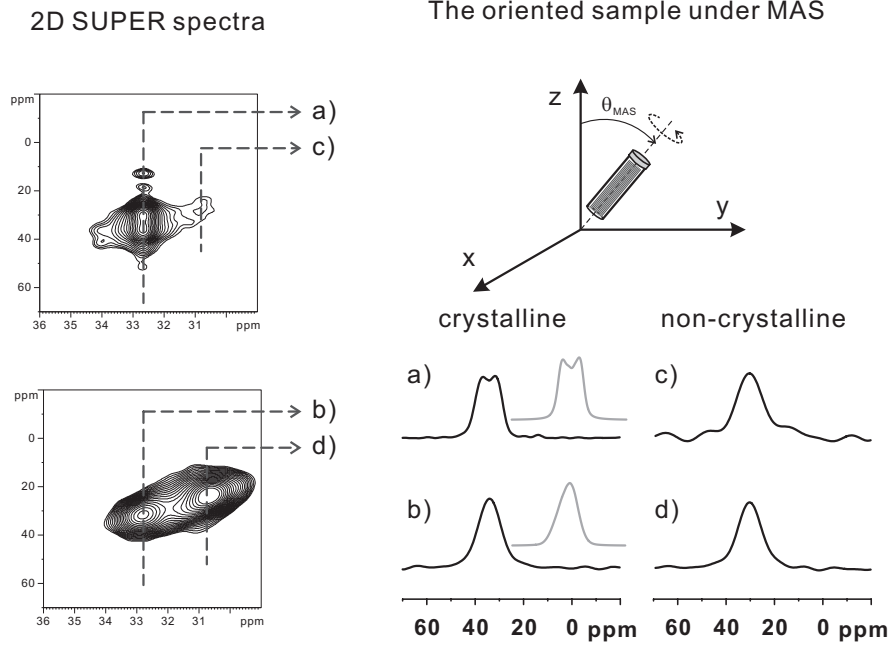 2D SUPER spectra
The oriented sample under MAS
ppm
0
20
40
60
36 35 34 33 32 31 ppm
a)
c)
z
θMAS
y
x
ppm
0
20
40
60
36 35 34 33 32 31 ppm
b)
d)
crystalline
non-crystalline
a)
c)
b)
d)
60 40 20 0 ppm
60 40 20 0 ppm